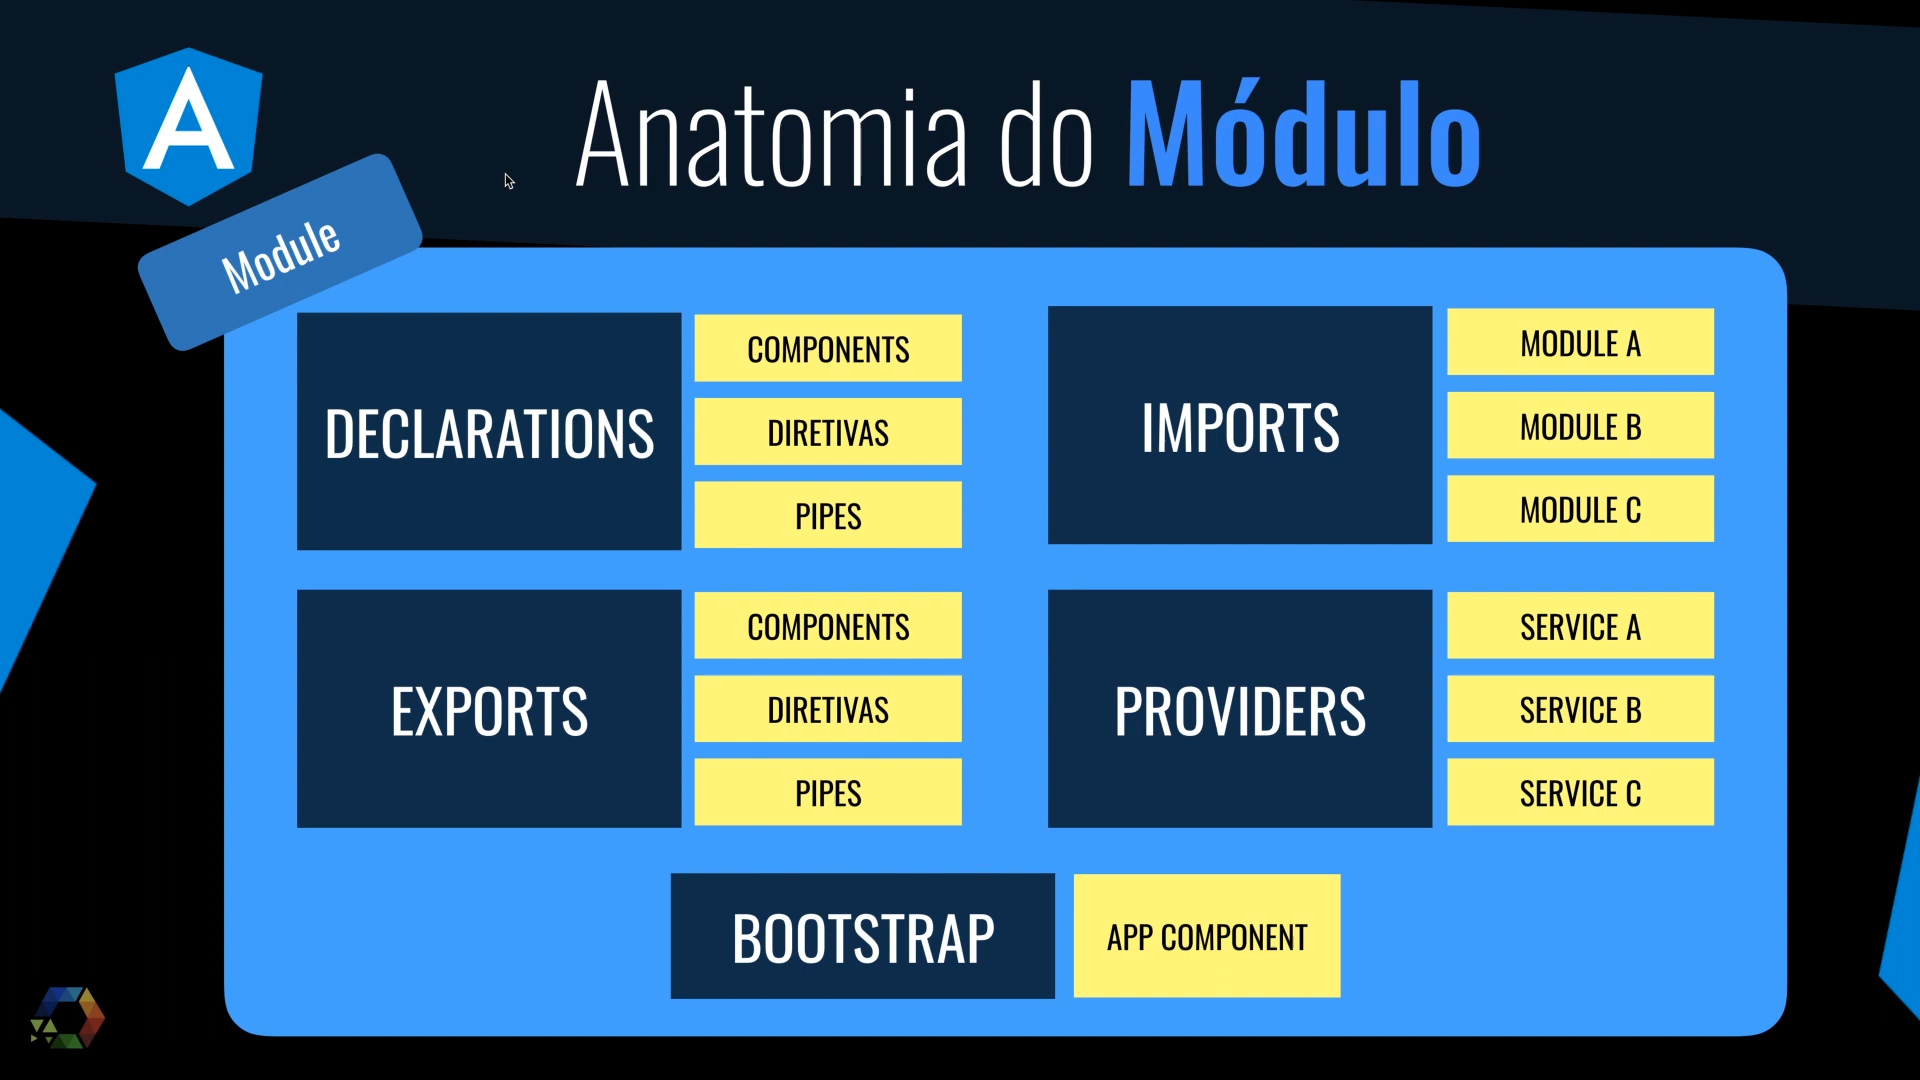 A
Anatomia do Módulo
Module
DECLARATIONS
COMPONENTS
DIRETIVAS
PIPES
IMPORTS
MODULE A
MODULE B
MODULE C
EXPORTS
COMPONENTS
DIRETIVAS
PIPES
PROVIDERS
SERVICE A
SERVICE B
SERVICE C
BOOTSTRAP
APP COMPONENT